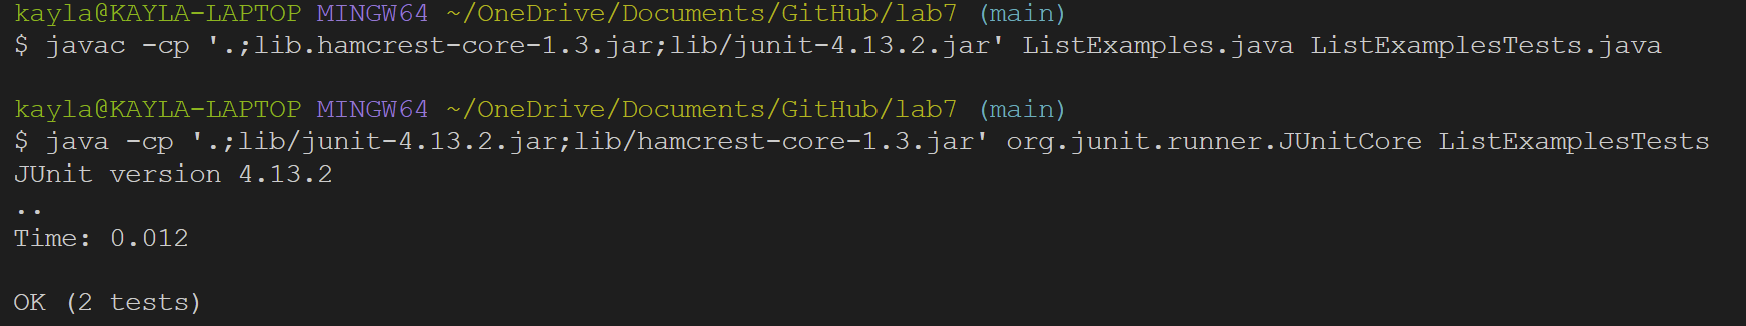 kayla@KAYLA-LAPTOP MINGW64 ~/OneDrive/Documents/GitHub/lab7 (main)
$ javac -cp '.;lib.hamcrest-core-1.3.jar;lib/junit-4.13.2.jar' ListExamples.java ListExamplesTests.java
kayla@KAYLA-LAPTOP MINGW64 ~/OneDrive/Documents/GitHub/lab7 (main)
$ java -cp '.;lib/junit-4.13.2.jar;lib/hamcrest-core-1.3.jar' org.junit.runner.JUnitCore ListExamplesTests
JUnit version 4.13.2
..
Time: 0.012
OK (2 tests)